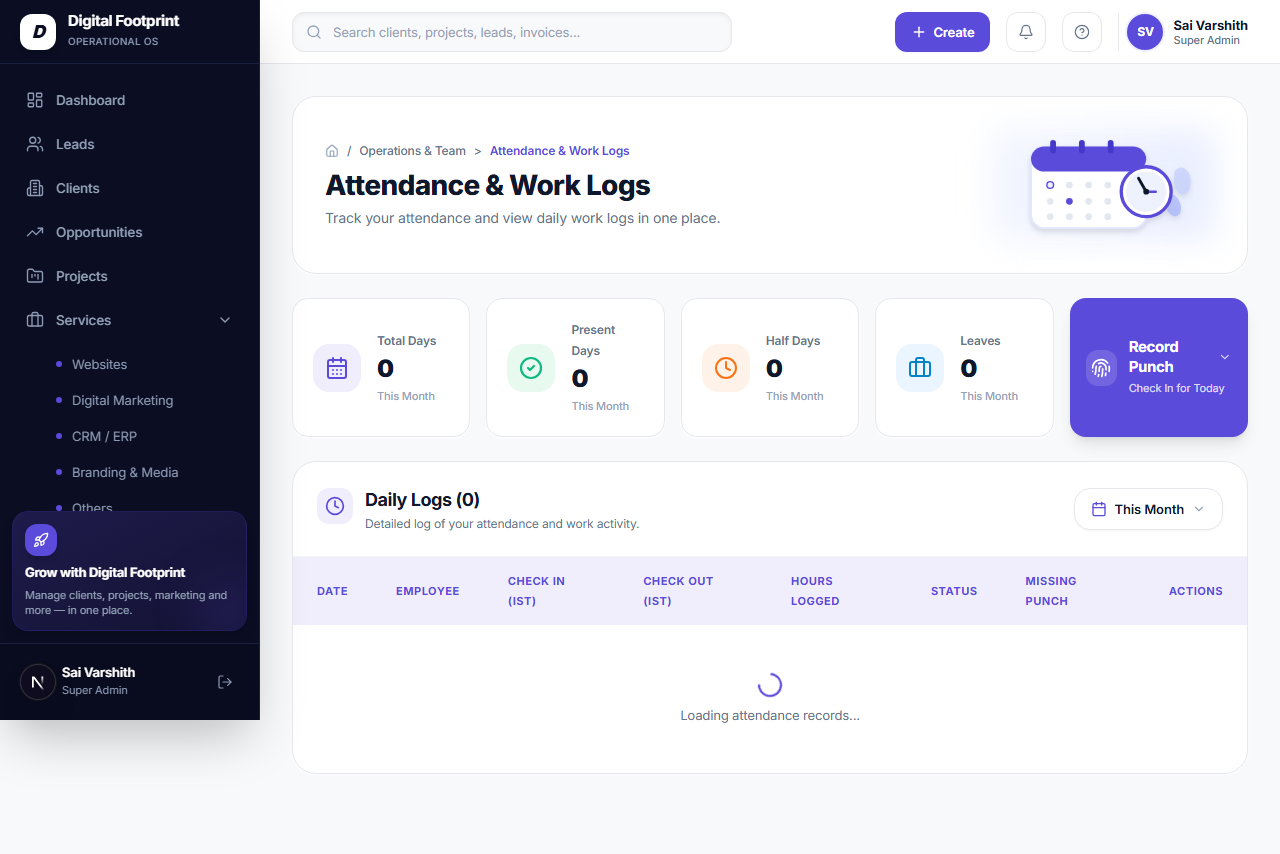 D
Digital Footprint
OPERATIONAL OS
Search clients, projects, leads, invoices...
Create
SV
Sai Varshith
Super Admin
Dashboard
Leads
Clients
Opportunities
Projects
Services
Websites
Digital Marketing
CRM / ERP
Branding & Media
Others
Grow with Digital Footprint
Manage clients, projects, marketing and
more — in one place.
N
Sai Varshith
Super Admin
/ Operations & Team > Attendance & Work Logs
Attendance & Work Logs
Track your attendance and view daily work logs in one place.
Total Days
0
This Month
Present
Days
0
This Month
Half Days
0
This Month
Leaves
0
This Month
Record
Punch
Check In for Today
Daily Logs (0)
Detailed log of your attendance and work activity.
This Month
DATE
EMPLOYEE
CHECK IN
(IST)
CHECK OUT
(IST)
HOURS
LOGGED
STATUS
MISSING
PUNCH
ACTIONS
Loading attendance records...